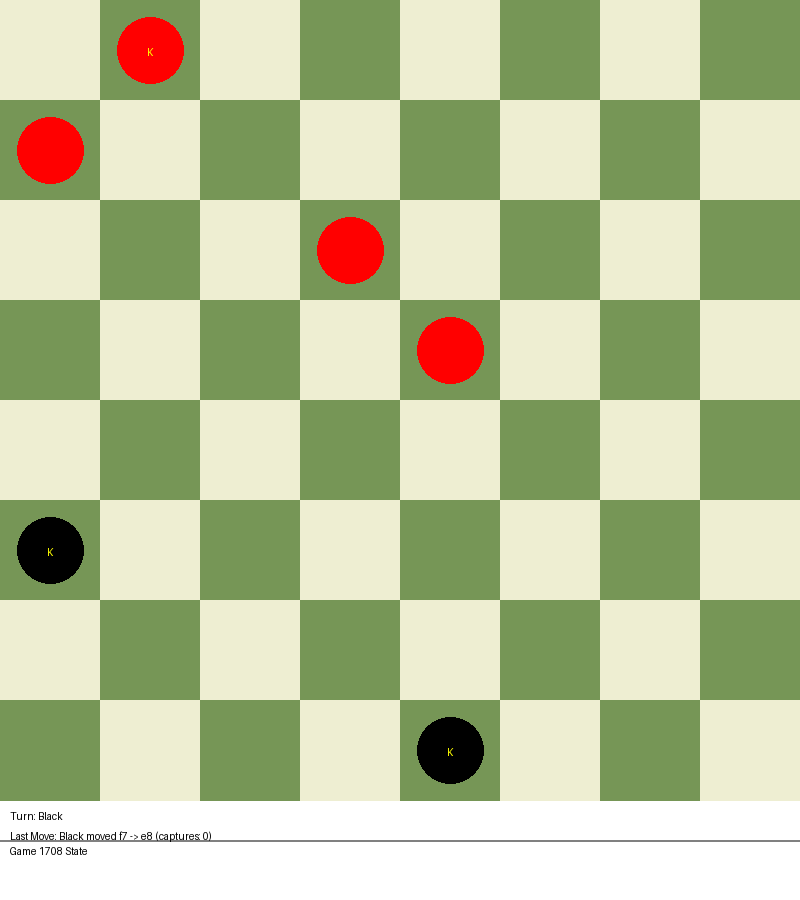 K
K
K
Turn: Black
Last Move: Black moved f7 -> e8 (captures: 0)
Game 1708 State